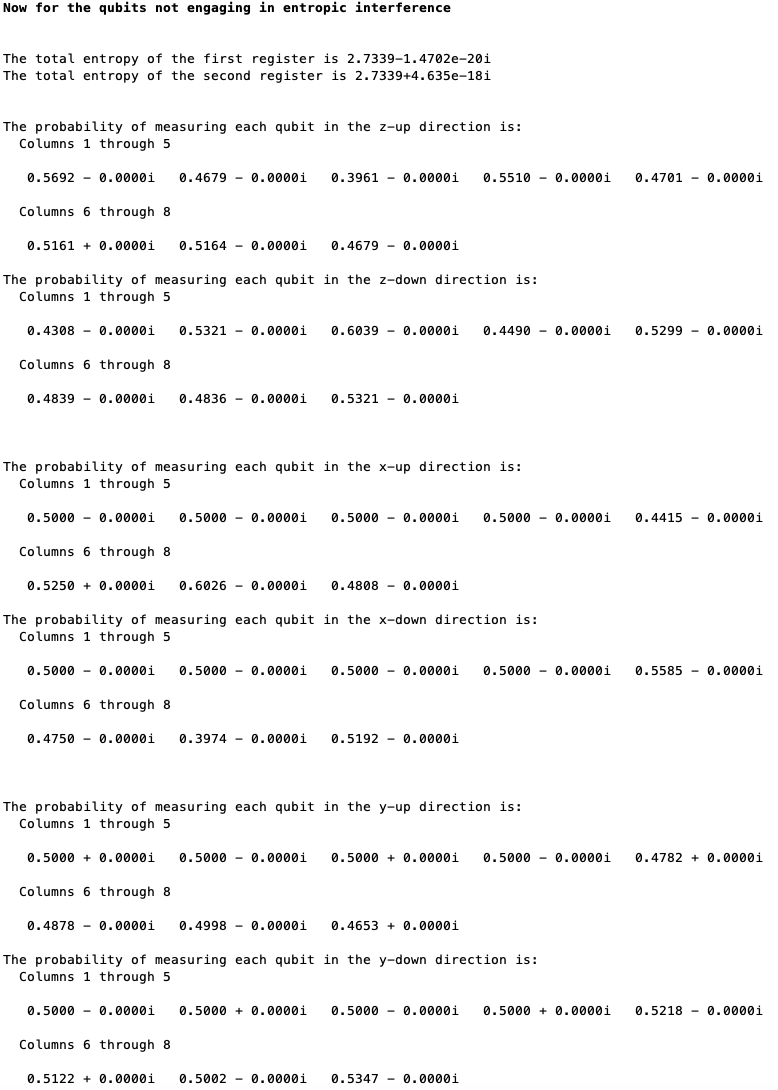 Now for the qubits not engaging in entropic interference
The total entropy of the first register is 2.7339-1.4702e-20i
The total entropy of the second register is 2.7339+4.635e-18i
The probability of measuring each qubit in the z-up direction is:
Columns 1 through 5
0.5692 - 0.0000i 0.4679 - 0.0000i 0.3961 - 0.0000i 0.5510 - 0.0000i 0.4701 - 0.0000i
Columns 6 through 8
0.5161 + 0.0000i 0.5164 - 0.0000i 0.4679 - 0.0000i
The probability of measuring each qubit in the z-down direction is:
Columns 1 through 5
0.4308 - 0.0000i 0.5321 - 0.0000i 0.6039 - 0.0000i 0.4490 - 0.0000i 0.5299 - 0.0000i
Columns 6 through 8
0.4839 - 0.0000i 0.4836 - 0.0000i 0.5321 - 0.0000i
The probability of measuring each qubit in the x-up direction is:
Columns 1 through 5
0.5000 - 0.0000i 0.5000 - 0.0000i 0.5000 - 0.0000i 0.5000 - 0.0000i 0.4415 - 0.0000i
Columns 6 through 8
0.5250 + 0.0000i 0.6026 - 0.0000i 0.4808 - 0.0000i
The probability of measuring each qubit in the x-down direction is:
Columns 1 through 5
0.5000 - 0.0000i 0.5000 - 0.0000i 0.5000 - 0.0000i 0.5000 - 0.0000i 0.5585 - 0.0000i
Columns 6 through 8
0.4750 - 0.0000i 0.3974 - 0.0000i 0.5192 - 0.0000i
The probability of measuring each qubit in the y-up direction is:
Columns 1 through 5
0.5000 + 0.0000i 0.5000 - 0.0000i 0.5000 + 0.0000i 0.5000 - 0.0000i 0.4782 + 0.0000i
Columns 6 through 8
0.4878 - 0.0000i 0.4998 - 0.0000i 0.4653 + 0.0000i
The probability of measuring each qubit in the y-down direction is:
Columns 1 through 5
0.5000 - 0.0000i 0.5000 + 0.0000i 0.5000 - 0.0000i 0.5000 + 0.0000i 0.5218 - 0.0000i
Columns 6 through 8
0.5122 + 0.0000i 0.5002 - 0.0000i 0.5347 - 0.0000i